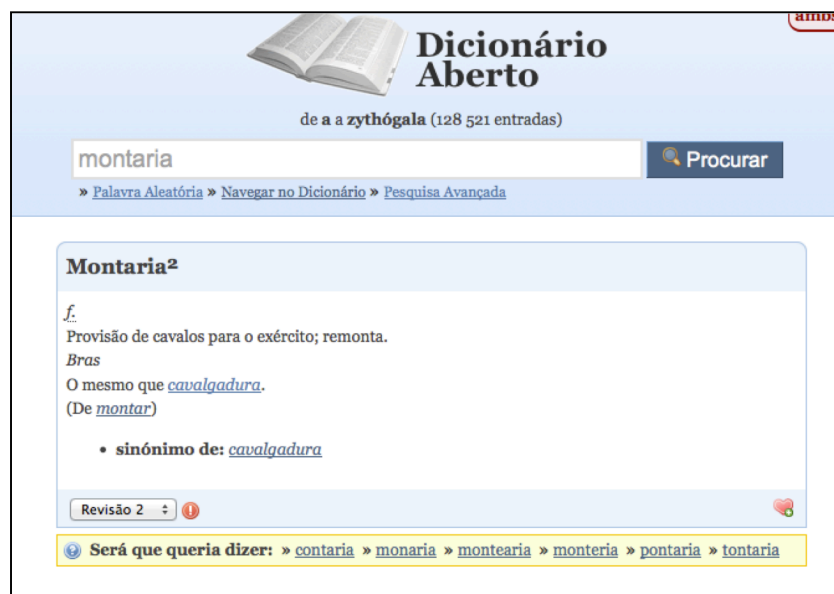 ambs
Dicionário
Aberto
de a a zythógala (128 521 entradas)
montaria
Procurar
» Palavra Aleatória » Navegar no Dicionário » Pesquisa Avançada
Montaria²
f.
Provisão de cavalos para o exército; remonta.
Bras
O mesmo que cavalgadura.
(De montar)
• sinónimo de: cavalgadura
Revisão 2
Será que queria dizer: » contaria » monaria » montearia » monteria » pontaria » tontaria